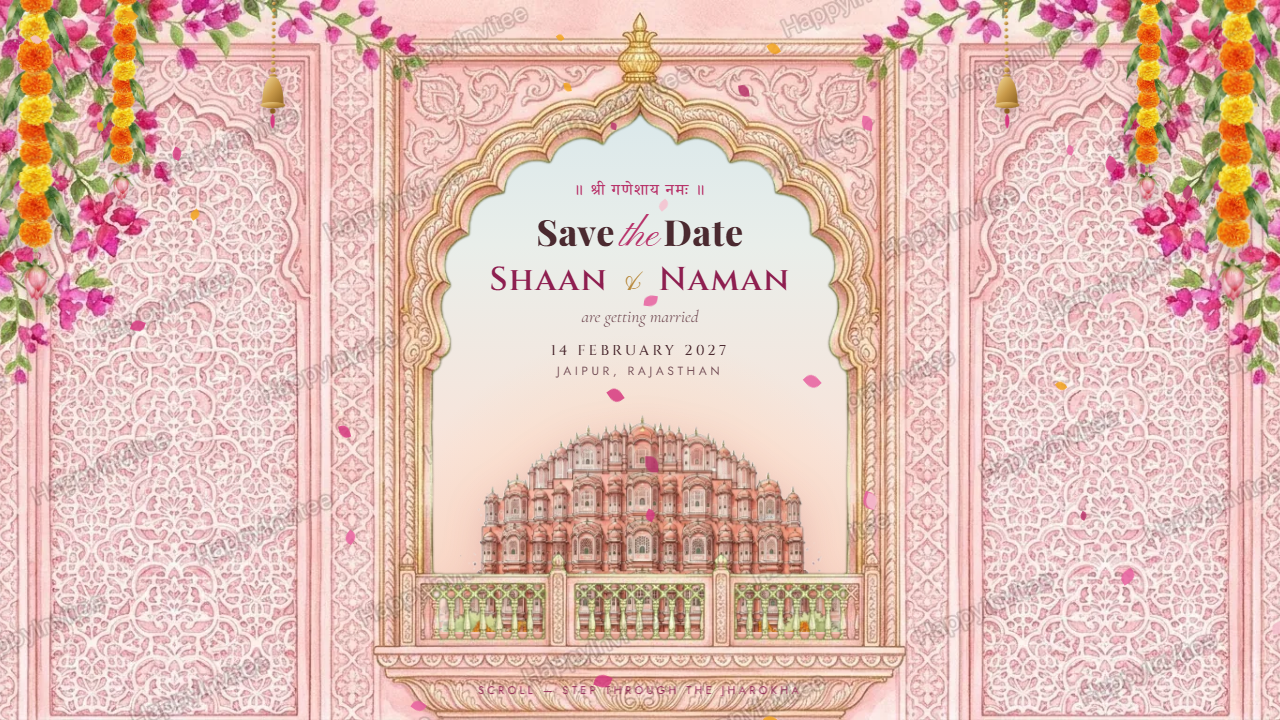 ॥ श्री गणेशाय नमः ॥
Save the Date
SHAAN & NAMAN
are getting married
14 FEBRUARY 2027
JAIPUR, RAJASTHAN
SCROLL — STEP THROUGH THE JHAROKHA
HappyInvitee